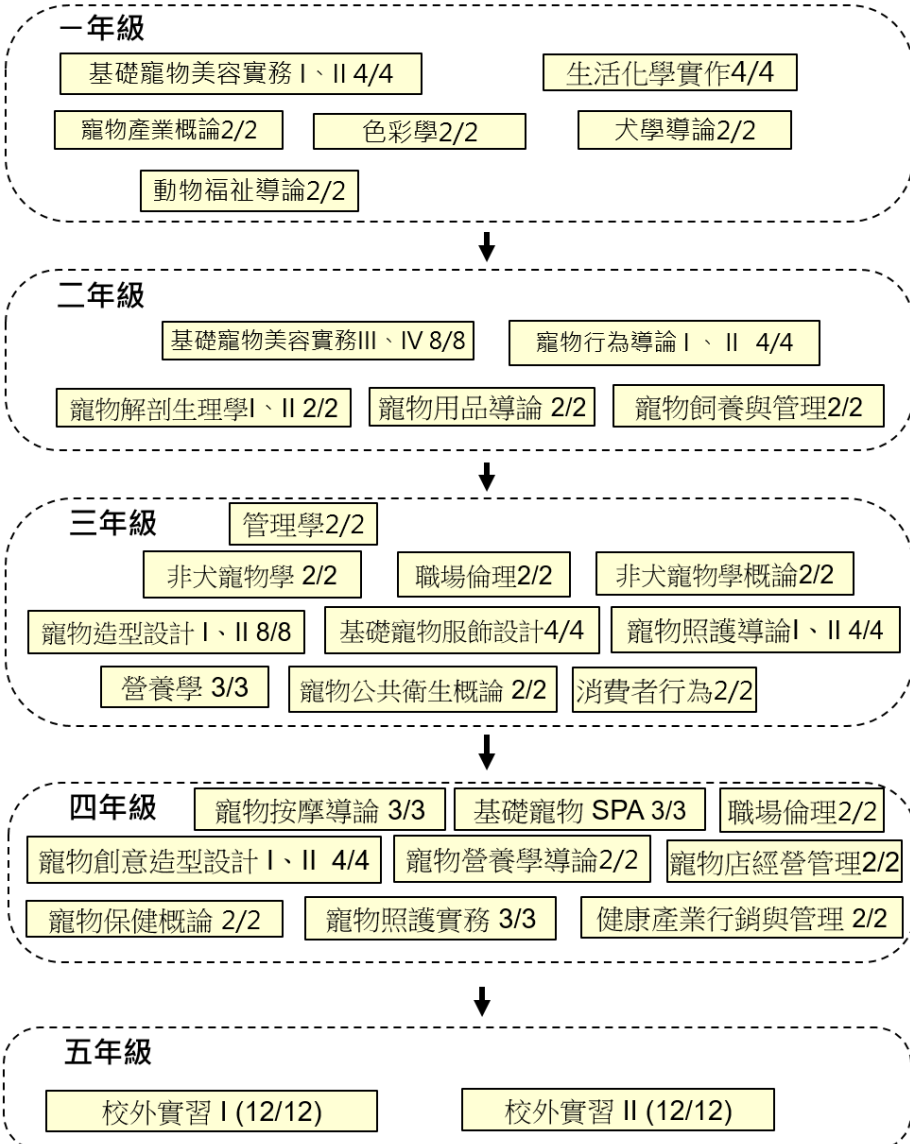 一年級
基礎寵物美容實務 I、II 4/4
生活化學實作4/4
寵物產業概論2/2
色彩學2/2
犬學導論2/2
動物福祉導論2/2
二年級
基礎寵物美容實務III、IV 8/8
寵物行為導論 I 、 II 4/4
寵物解剖生理學I、II 2/2
寵物用品導論 2/2
寵物飼養與管理2/2
三年級
管理學2/2
非犬寵物學 2/2
職場倫理2/2
非犬寵物學概論2/2
寵物造型設計 I、II 8/8
基礎寵物服飾設計4/4
寵物照護導論I、II 4/4
營養學 3/3
寵物公共衛生概論 2/2
消費者行為2/2
四年級
寵物按摩導論 3/3
基礎寵物 SPA 3/3
職場倫理2/2
寵物創意造型設計 I、II 4/4
寵物營養學導論2/2
寵物店經營管理2/2
寵物保健概論 2/2
寵物照護實務 3/3
健康產業行銷與管理 2/2
五年級
校外實習 I (12/12)
校外實習 II (12/12)